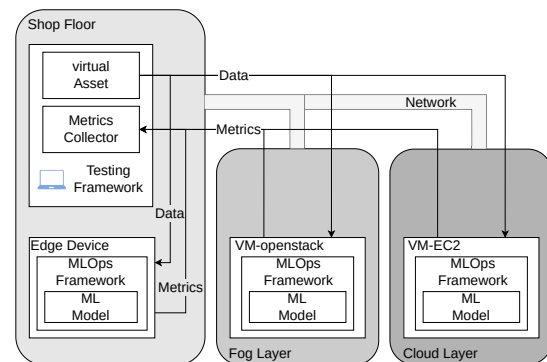 Shop Floor
virtual
Asset
Data
Metrics
Collector
Network
Metrics
Testing
Framework
Data
Edge Device
MLOps
Framework
ML
Model
Metrics
VM-openstack
MLOps
Framework
ML
Model
VM-EC2
MLOps
Framework
ML
Model
Fog Layer
Cloud Layer